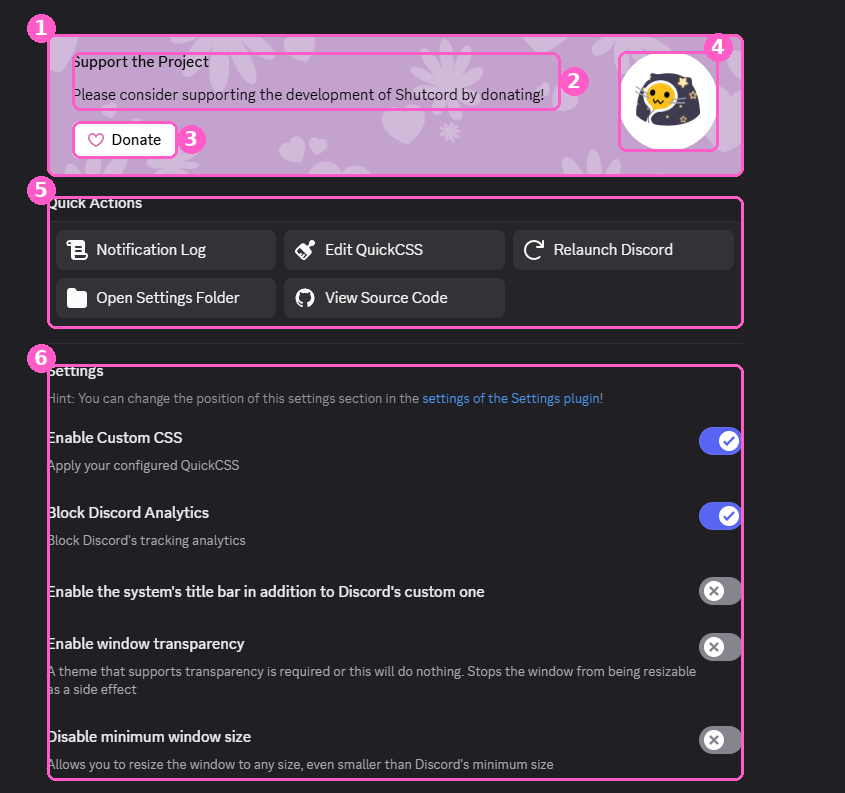 1
Support the Project
Please consider supporting the development of Shutcord by donating!
2
Donate
3
4
5
Quick Actions
Notification Log
Edit QuickCSS
Relaunch Discord
Open Settings Folder
View Source Code
6
Settings
Hint: You can change the position of this settings section in the settings of the Settings plugin!
Enable Custom CSS
Apply your configured QuickCSS
Block Discord Analytics
Block Discord's tracking analytics
Enable the system's title bar in addition to Discord's custom one
Enable window transparency
A theme that supports transparency is required or this will do nothing. Stops the window from being resizable
as a side effect
Disable minimum window size
Allows you to resize the window to any size, even smaller than Discord's minimum size